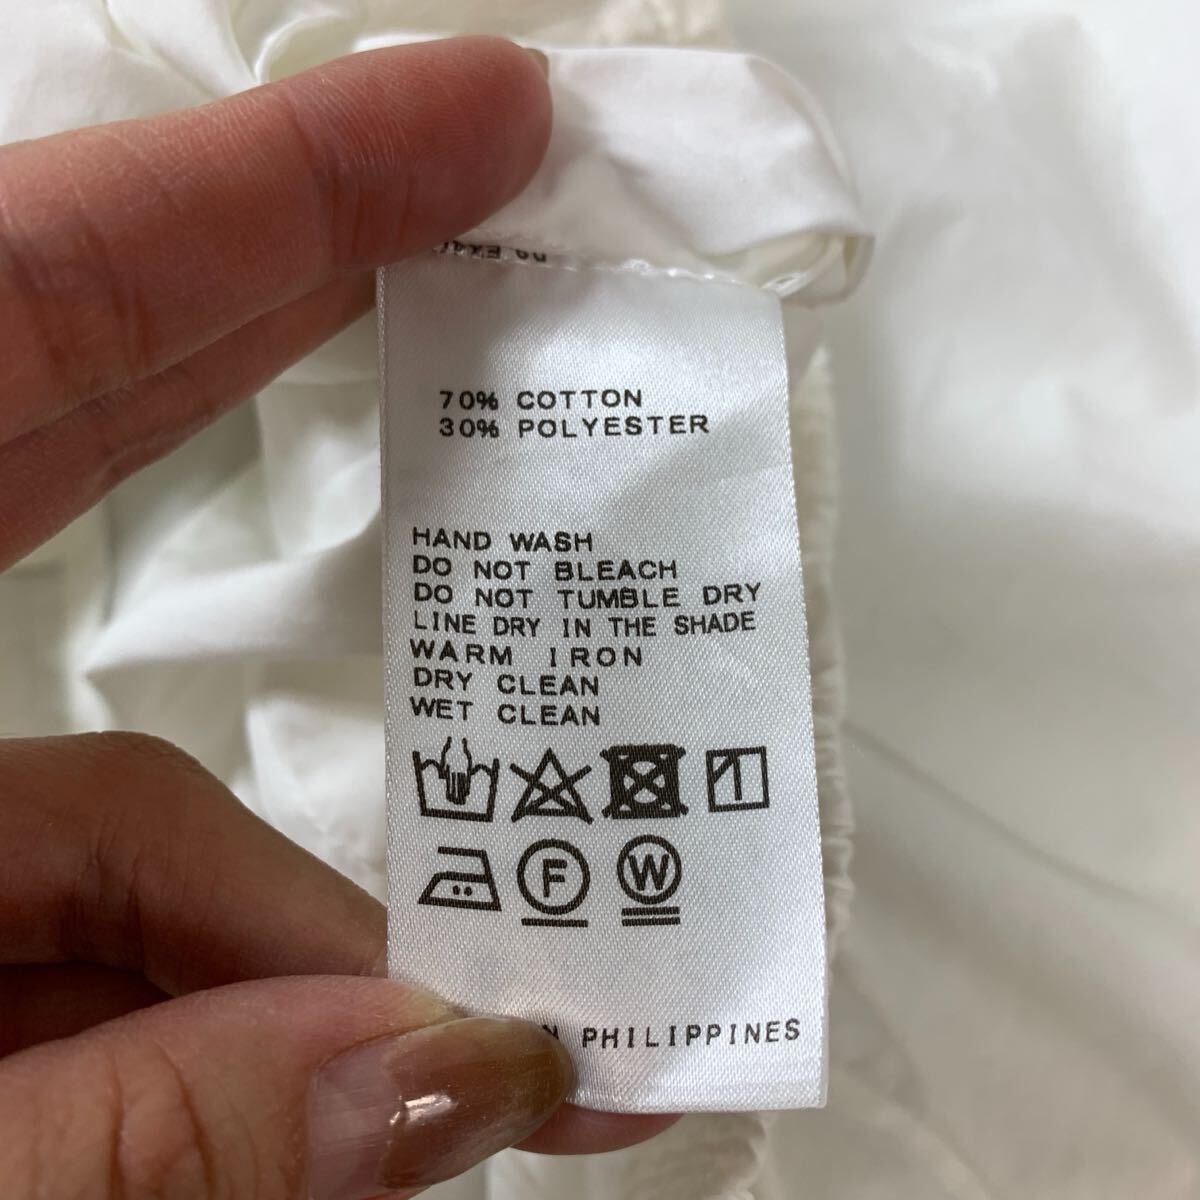 70% COTTON
30% POLYESTER
HAND WASH
DO NOT BLEACH
DO NOT TUMBLE DRY
LINE DRY IN THE SHADE
WARM IRON
DRY CLEAN
WET CLEAN
F W
PHILIPPINES